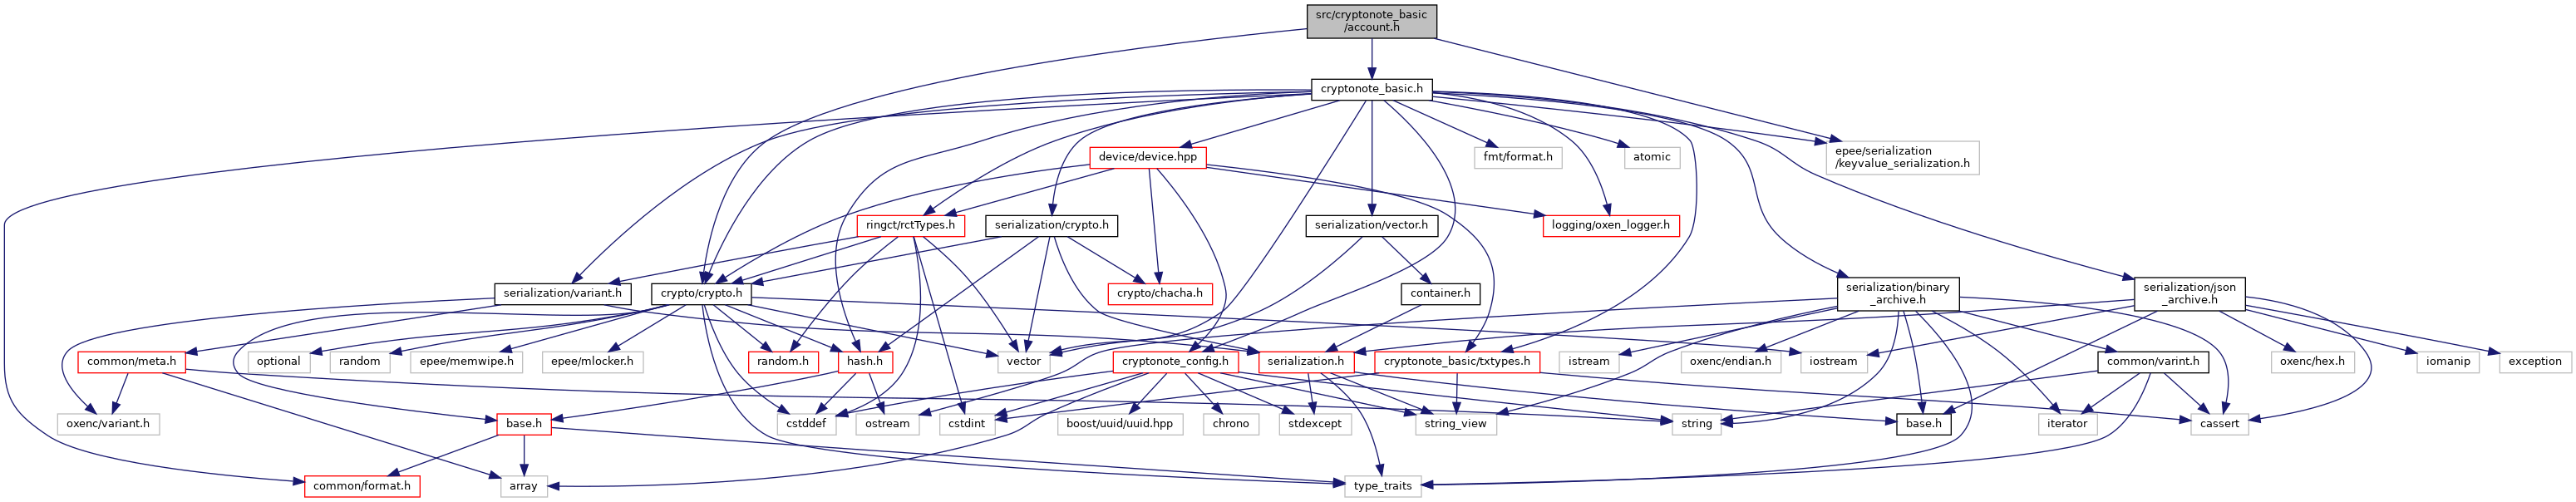 src/cryptonote_basic
/account.h
cryptonote_basic.h
device/device.hpp
fmt/format.h
atomic
epee/serialization
/keyvalue_serialization.h
ringct/rctTypes.h
serialization/crypto.h
serialization/vector.h
logging/oxen_logger.h
serialization/variant.h
crypto/crypto.h
crypto/chacha.h
container.h
serialization/binary
_archive.h
serialization/json
_archive.h
common/meta.h
optional
random
epee/memwipe.h
epee/mlocker.h
random.h
hash.h
vector
cryptonote_config.h
serialization.h
cryptonote_basic/txtypes.h
istream
oxenc/endian.h
iostream
common/varint.h
oxenc/hex.h
iomanip
exception
oxenc/variant.h
base.h
cstddef
ostream
cstdint
boost/uuid/uuid.hpp
chrono
stdexcept
string_view
string
base.h
iterator
cassert
common/format.h
array
type_traits